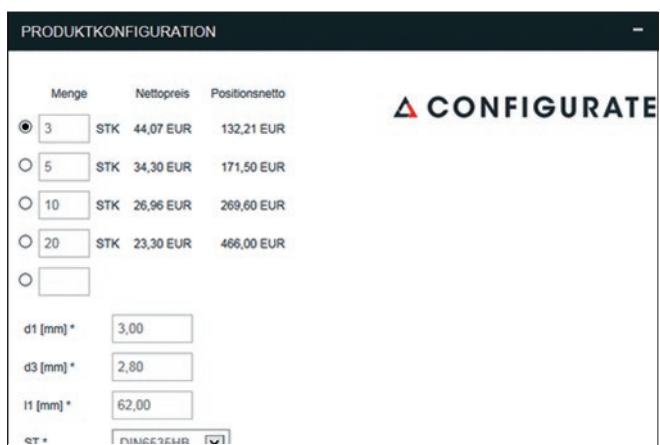 PRODUKTKONFIGURATION
Menge Nettopreis Positionsnetto
CONFIGURATE
3 STK 44,07 EUR 132,21 EUR
5 STK 34,30 EUR 171,50 EUR
10 STK 26,96 EUR 269,60 EUR
20 STK 23,30 EUR 466,00 EUR
d1 [mm] * 3,00
d3 [mm] * 2,80
l1 [mm] * 62,00
ST * DIN6535HB